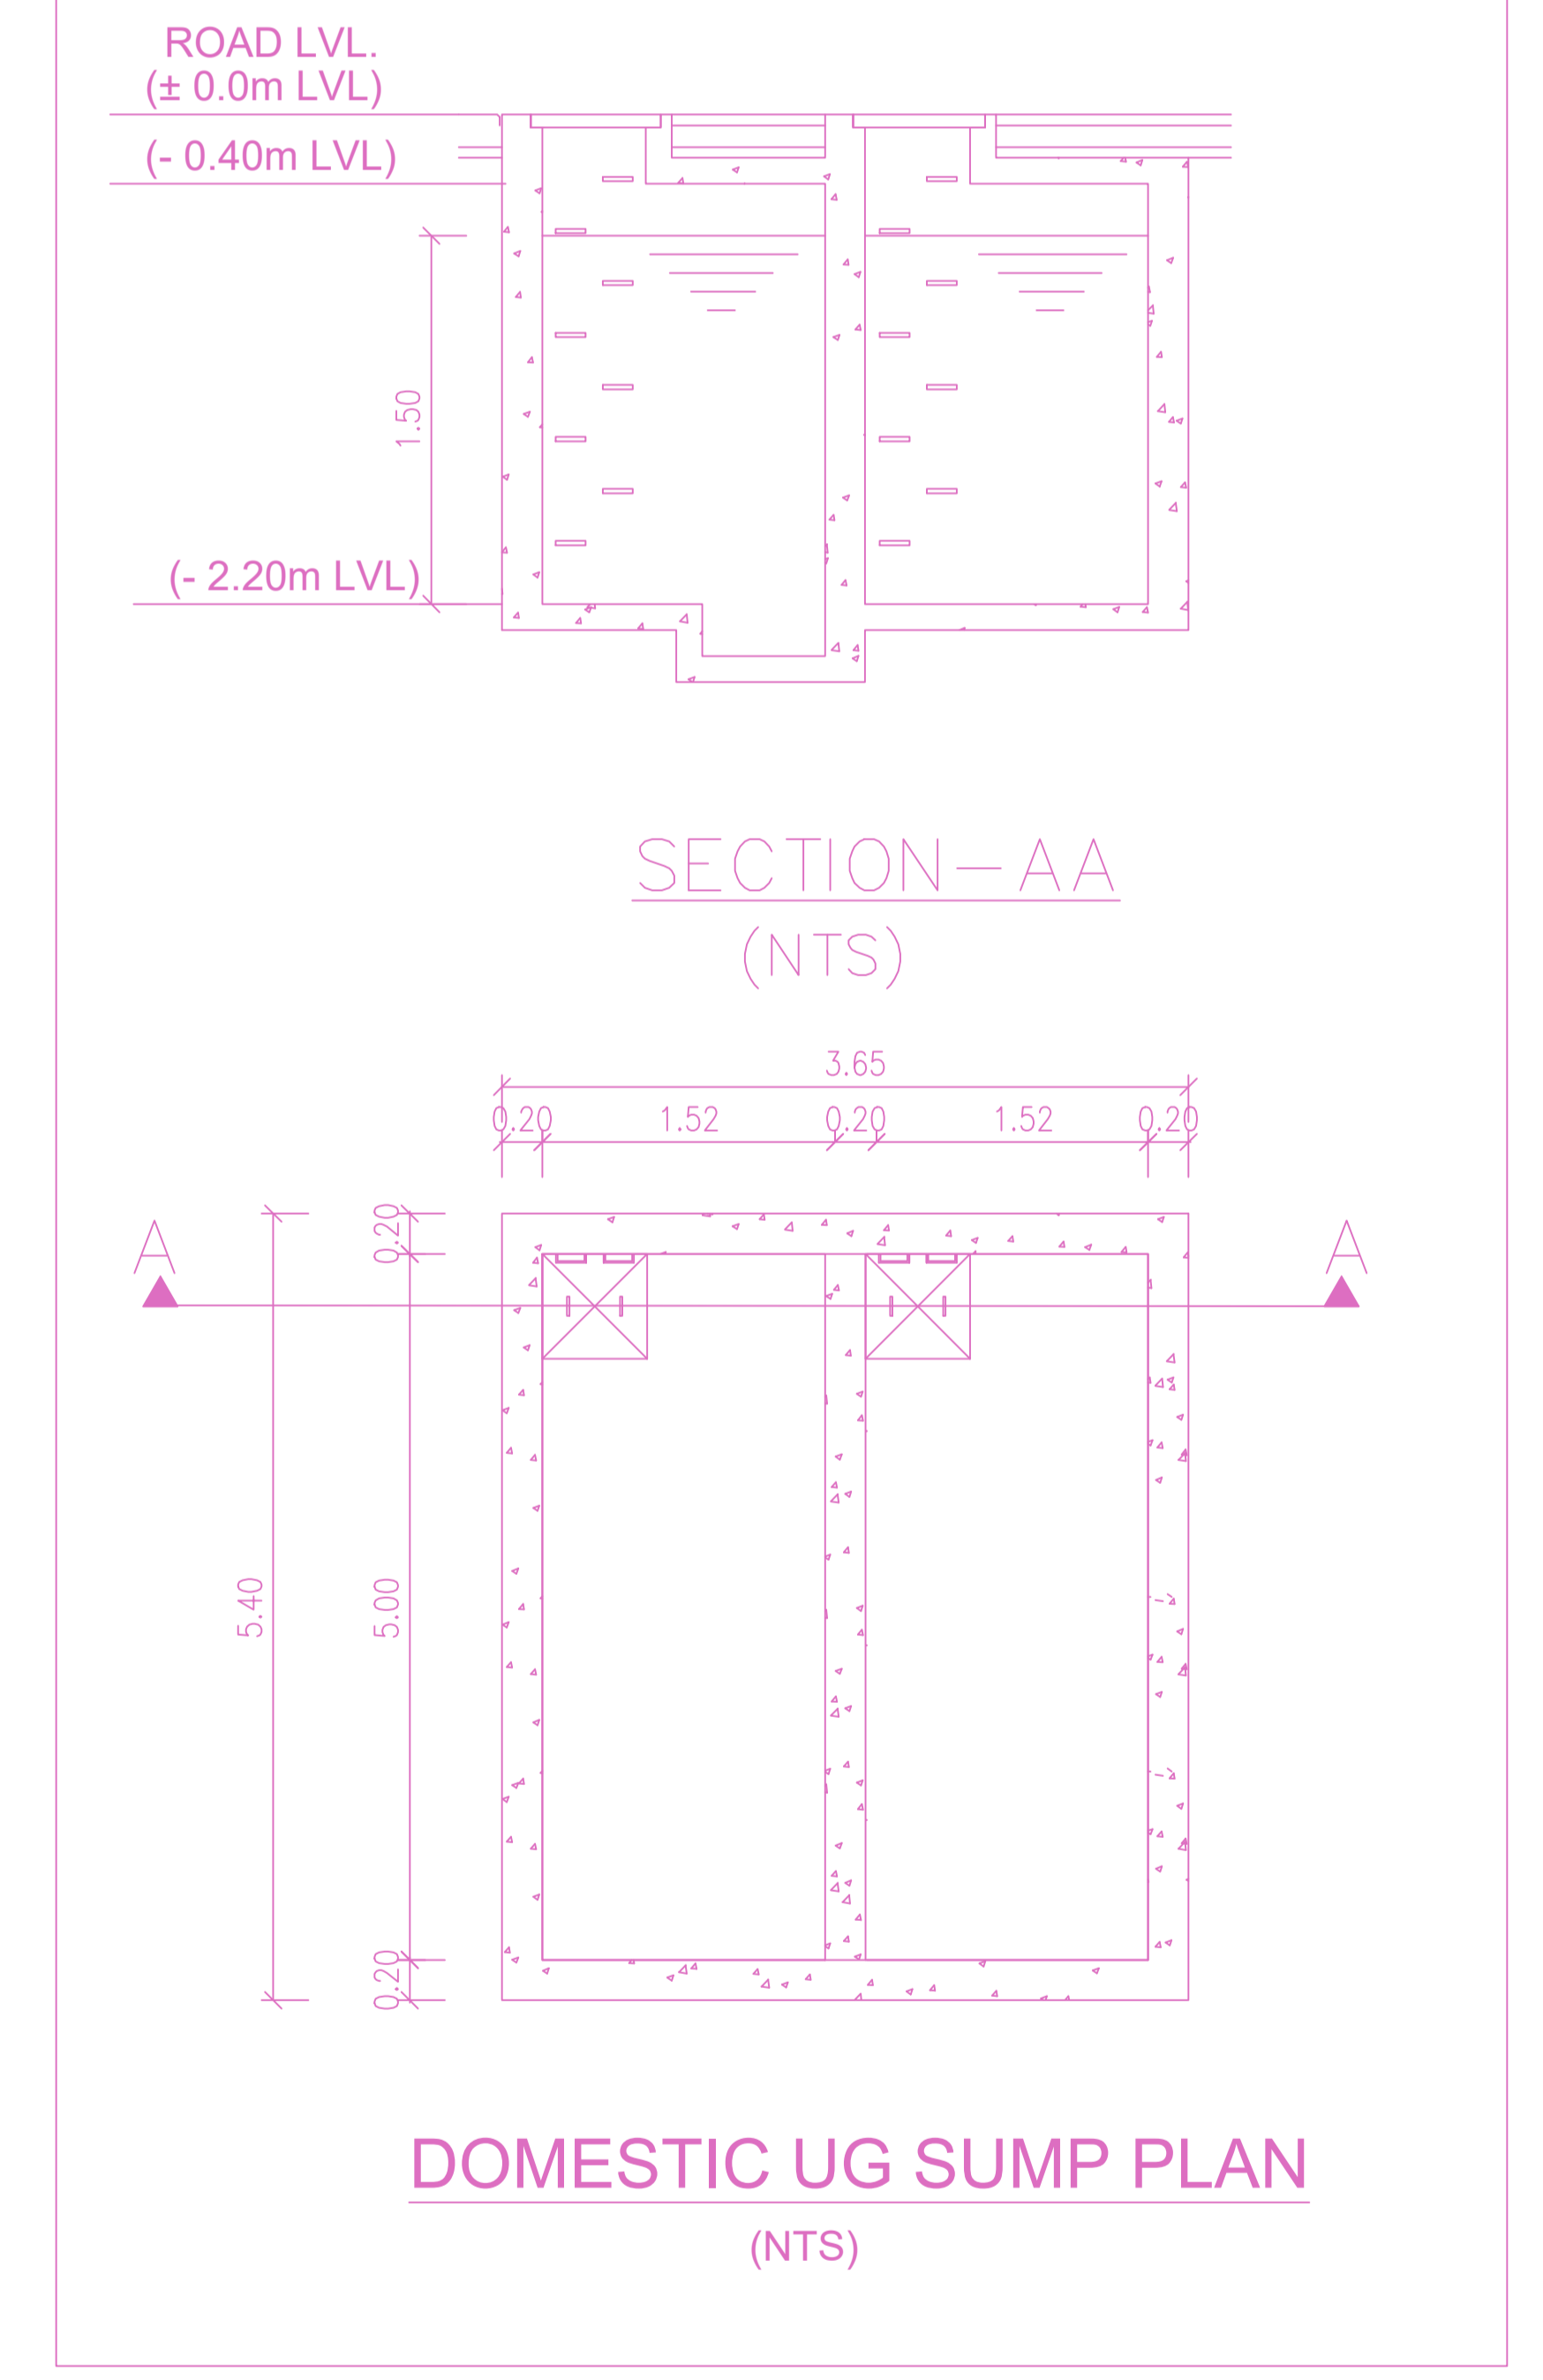 ROAD LVL.
(± 0.0m LVL)
(- 0.40m LVL)
1.50
(- 2.20m LVL)
SECTION-AA
(NTS)
3.65
0.20 1.52 0.20 1.52 0.20
0.20
A A
5.40
5.00
0.20
DOMESTIC UG SUMP PLAN
(NTS)